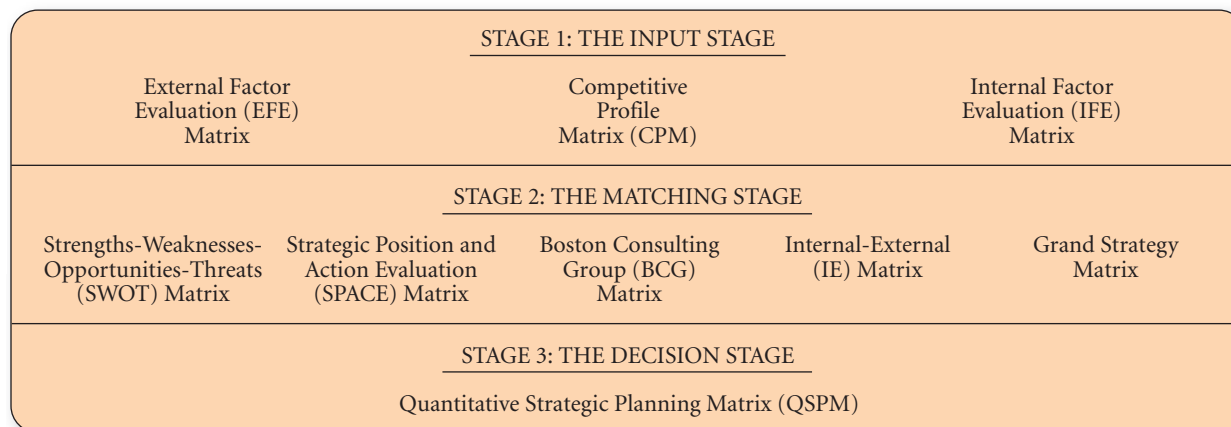 STAGE 1: THE INPUT STAGE
External Factor
Evaluation (EFE)
Matrix
Competitive
Profile
Matrix (CPM)
Internal Factor
Evaluation (IFE)
Matrix
STAGE 2: THE MATCHING STAGE
Strengths-Weaknesses-
Opportunities-Threats
(SWOT) Matrix
Strategic Position and
Action Evaluation
(SPACE) Matrix
Boston Consulting
Group (BCG)
Matrix
Internal-External
(IE) Matrix
Grand Strategy
Matrix
STAGE 3: THE DECISION STAGE
Quantitative Strategic Planning Matrix (QSPM)